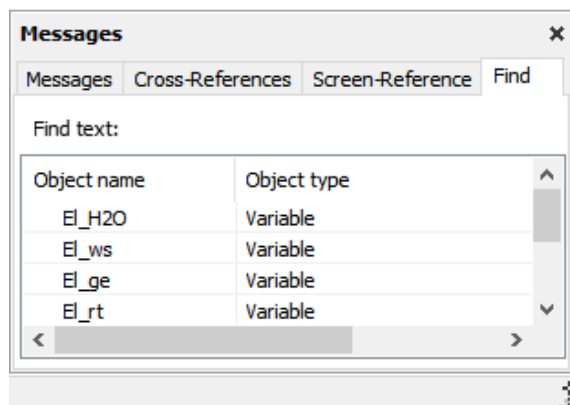 Messages
Messages Cross-References Screen-Reference Find
Find text:
Object name Object type
El_H2O Variable
El_ws Variable
El_ge Variable
El_rt Variable